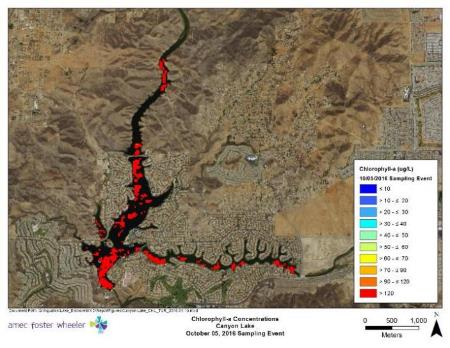 Chlorophyll-a (ug/L)
10/05/2016 Sampling Event
≤ 10
> 10 - ≤ 20
> 20 - ≤ 30
> 30 - ≤ 40
> 40 - ≤ 50
> 50 - ≤ 60
> 60 - ≤ 70
> 70 - ≤ 90
> 90 - ≤ 120
> 120
amec foster wheeler
Chlorophyll-a Concentrations
Canyon Lake
October 05, 2016 Sampling Event
0 500 1,000
Meters
N